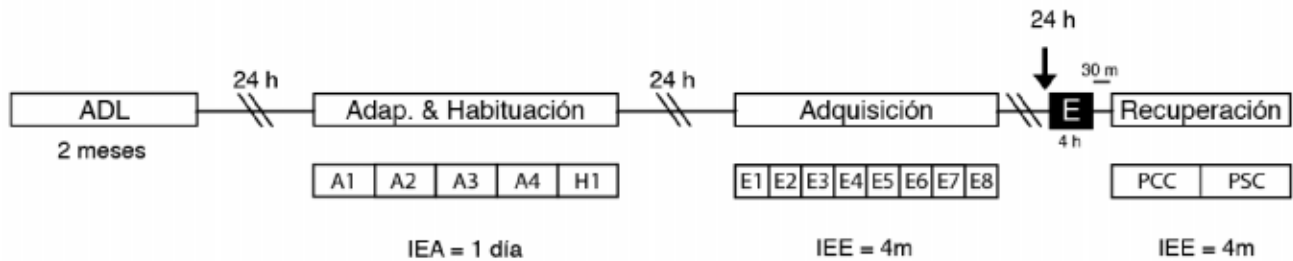 24 h
24 h
24 h
30 m
ADL
Adap. & Habituación
Adquisición
E
Recuperación
2 meses
4 h
A1 A2 A3 A4 H1
E1 E2 E3 E4 E5 E6 E7 E8
PCC PSC
IEA = 1 día
IEE = 4m
IEE = 4m